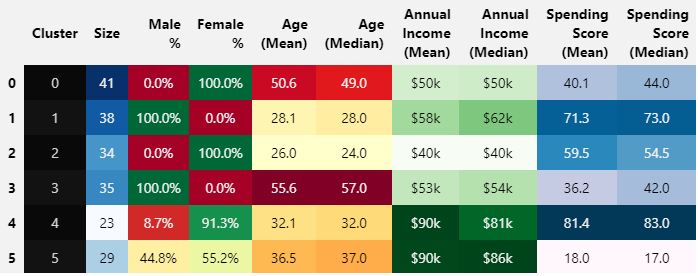 Cluster Size Male % Female % Age (Mean) Age (Median) Annual Income (Mean) Annual Income (Median) Spending Score (Mean) Spending Score (Median)
0 0 41 0.0% 100.0% 50.6 49.0 $50k $50k 40.1 44.0
1 1 38 100.0% 0.0% 28.1 28.0 $58k $62k 71.3 73.0
2 2 34 0.0% 100.0% 26.0 24.0 $40k $40k 59.5 54.5
3 3 35 100.0% 0.0% 55.6 57.0 $53k $54k 36.2 42.0
4 4 23 8.7% 91.3% 32.1 32.0 $90k $81k 81.4 83.0
5 5 29 44.8% 55.2% 36.5 37.0 $90k $86k 18.0 17.0